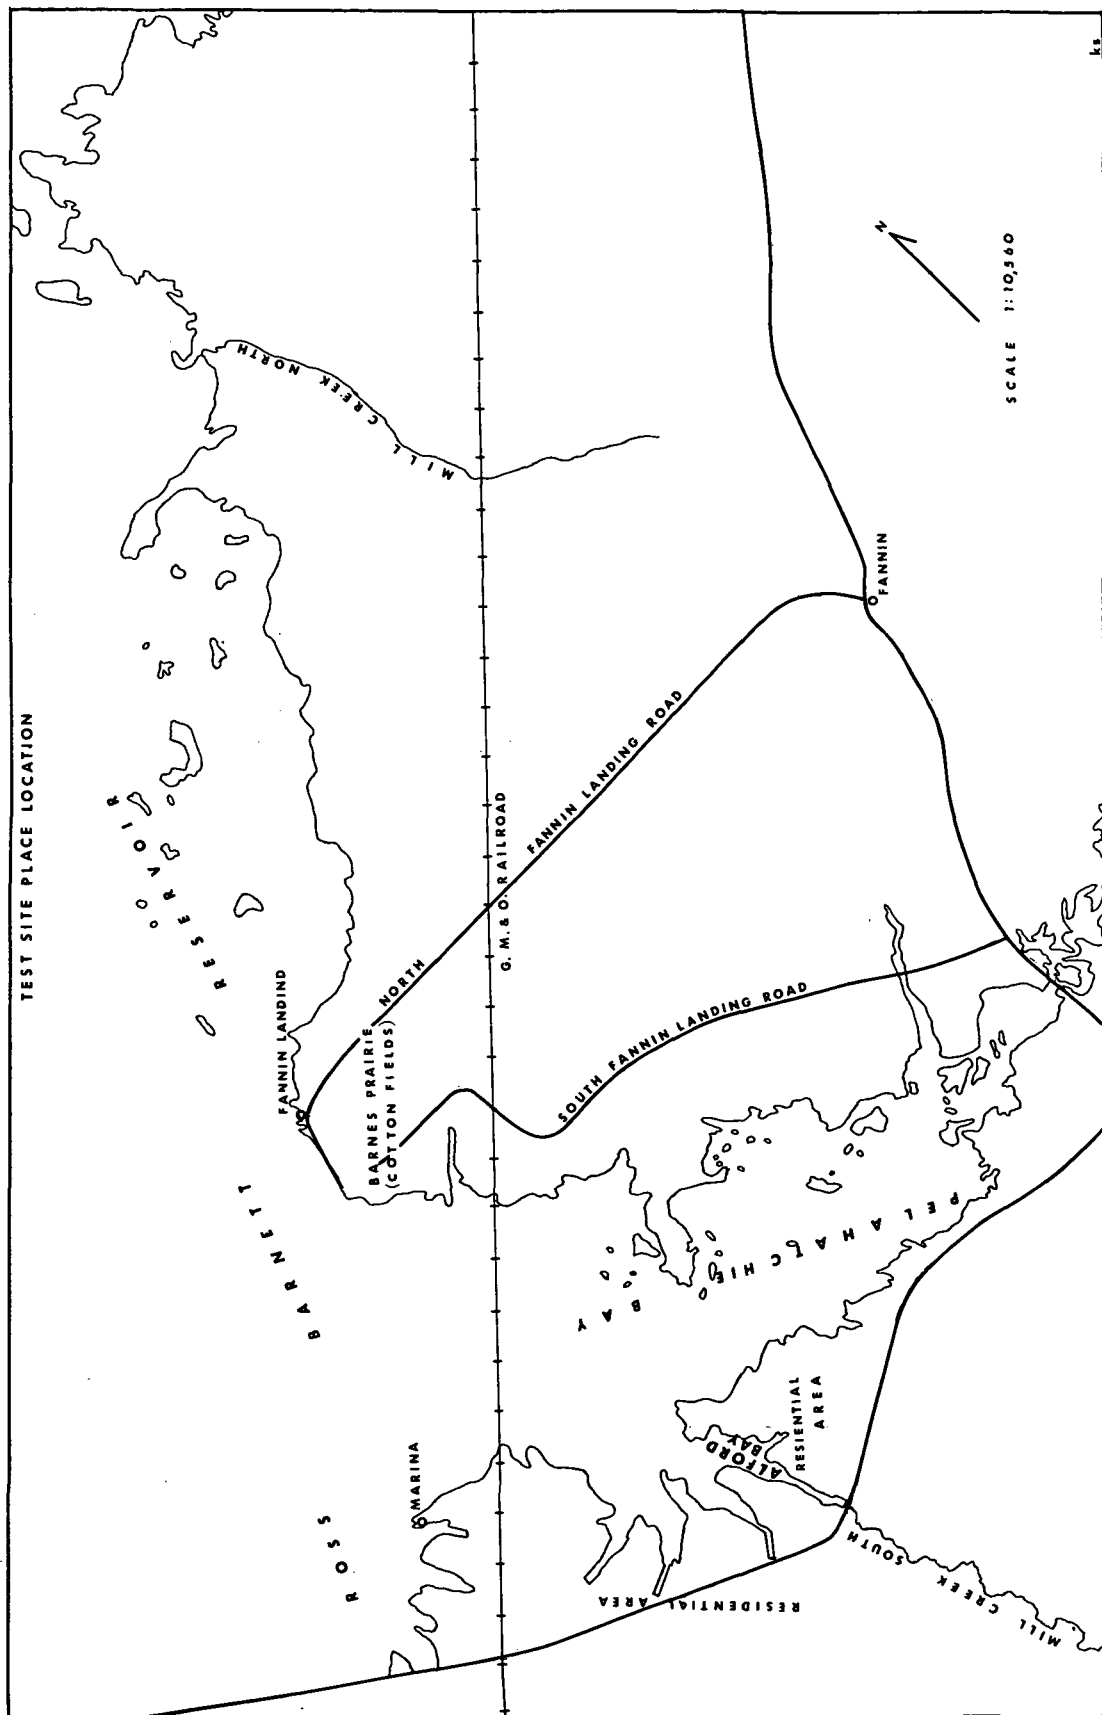 TEST SITE PLACE LOCATION
ROSS BARNETT RESERVOIR
MILL CREEK NORTH
N
SCALE 1:10,560
FANNIN
NORTH FANNIN LANDING ROAD
G. M. & O. RAILROAD
FANNIN LANDIND
BARNES PRAIRIE
(COTTON FIELDS)
SOUTH FANNIN LANDING ROAD
PELAHATCHIE BAY
MARINA
ALFORD
BAY
RESIENTIAL
AREA
RESIDENTIAL AREA
MILL CREEK SOUTH
ks